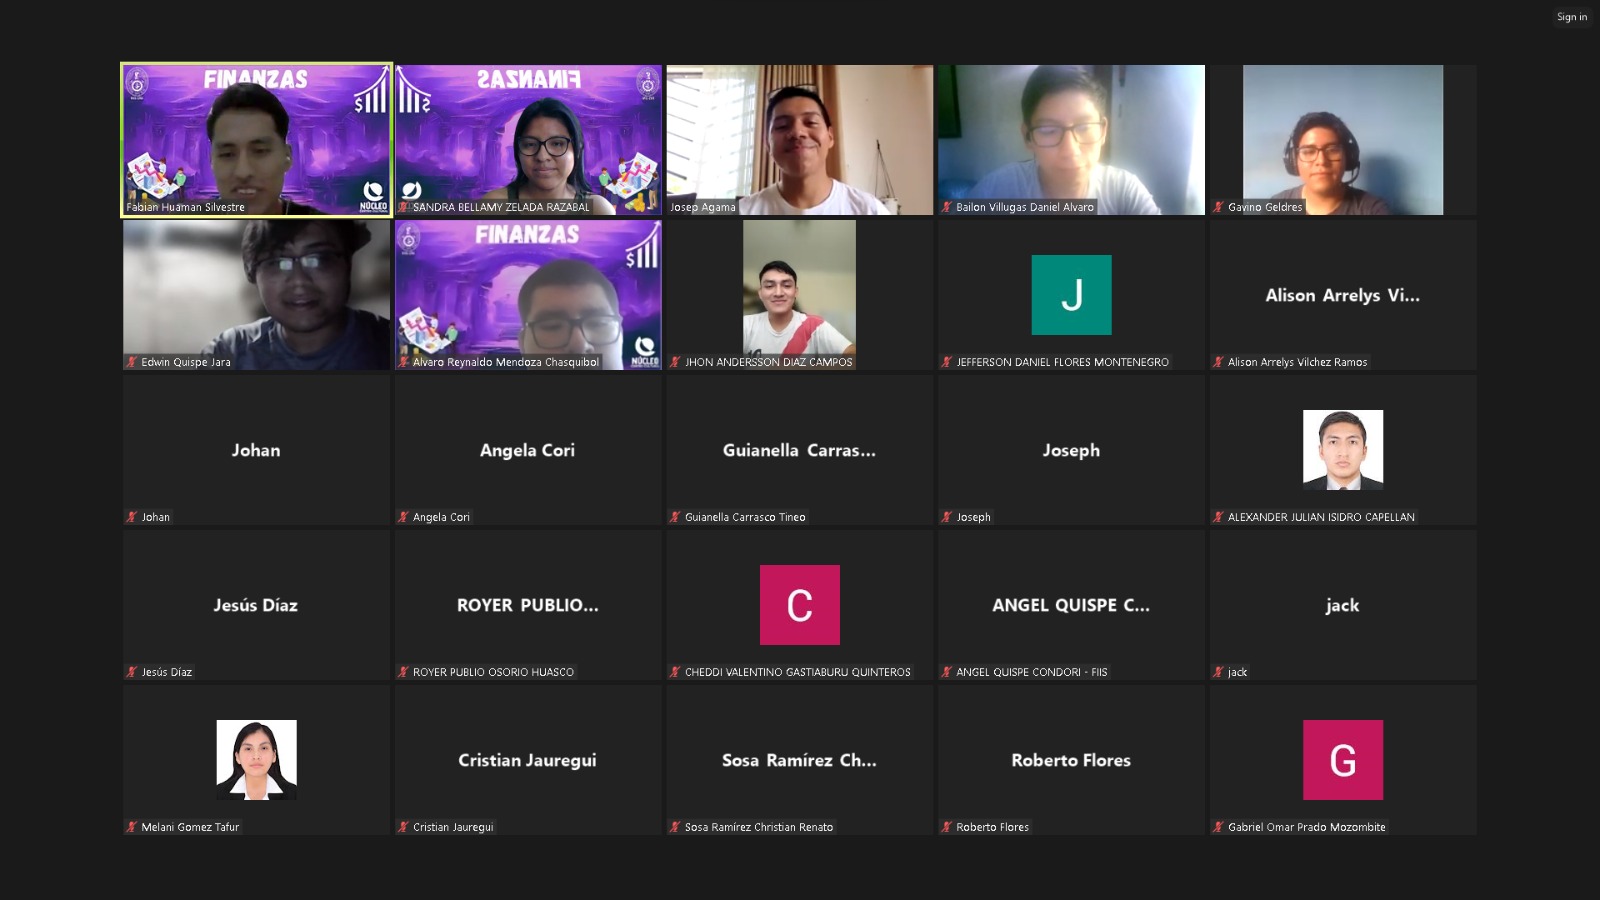 Sign in
FINANZAS
$
NÚCLEO
Fabian Huaman Silvestre
FINANZAS
$
SANDRA BELLAMY ZELADA RAZABAL
Josep Agama
Bailon Villugas Daniel Alvaro
Gavino Geldres
Edwin Quispe Jara
FINANZAS
$
NÚCLEO
Alvaro Reynaldo Mendoza Chasquibol
JHON ANDERSSON DIAZ CAMPOS
J
JEFFERSON DANIEL FLORES MONTENEGRO
Alison Arrelys Vi...
Alison Arrelys Vilchez Ramos
Johan
Johan
Angela Cori
Angela Cori
Guianella Carras...
Guianella Carrasco Tineo
Joseph
Joseph
ALEXANDER JULIAN ISIDRO CAPELLAN
Jesús Díaz
Jesús Díaz
ROYER PUBLIO...
ROYER PUBLIO OSORIO HUASCO
C
CHEDDI VALENTINO GASTIABURU QUINTEROS
ANGEL QUISPE C...
ANGEL QUISPE CONDORI - FIIS
jack
jack
Melani Gomez Tafur
Cristian Jauregui
Cristian Jauregui
Sosa Ramírez Ch...
Sosa Ramírez Christian Renato
Roberto Flores
Roberto Flores
G
Gabriel Omar Prado Mozombite